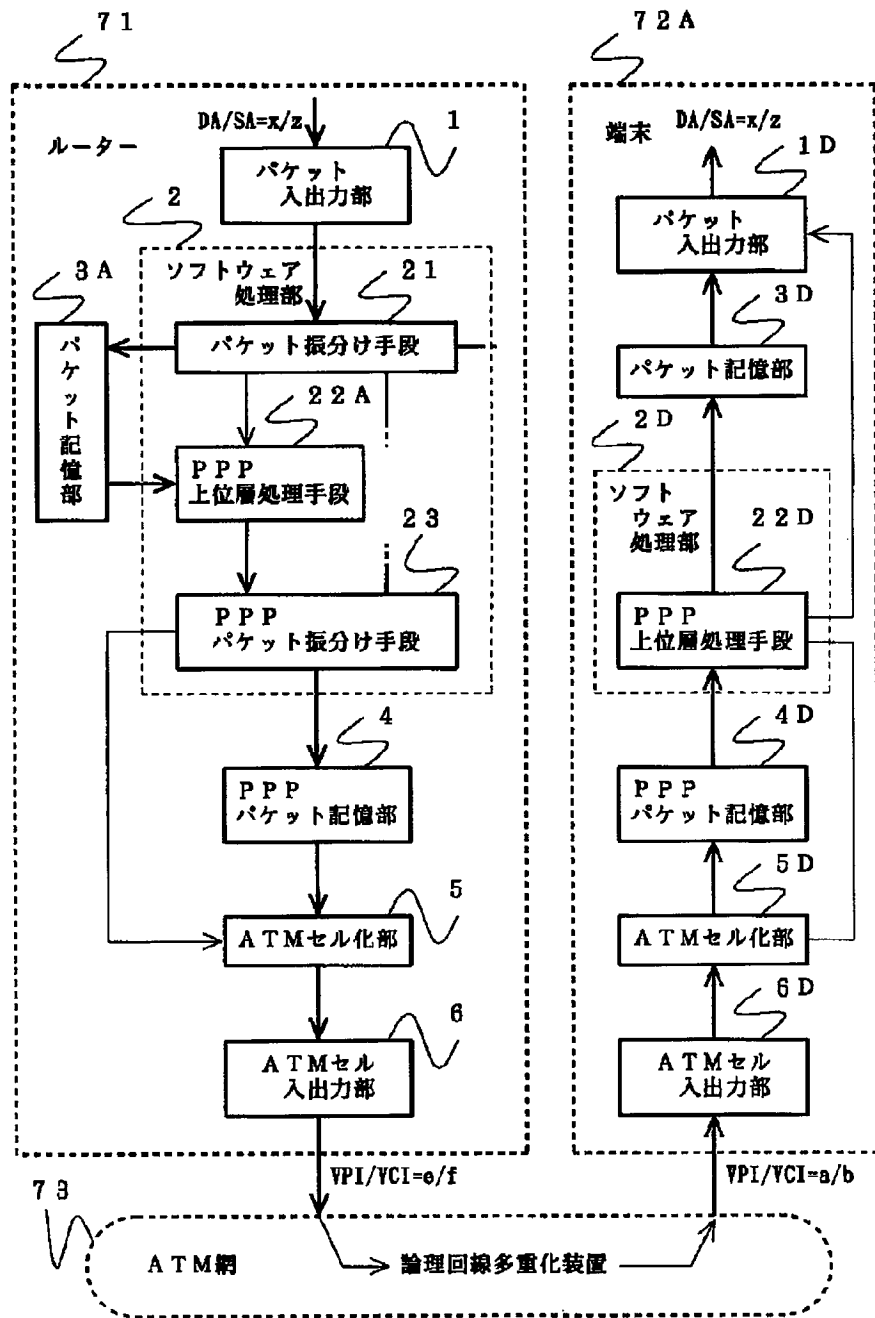 71
72A
ルーター
DA/SA=x/z
1
パケット
入出力部
2
ソフトウェア
処理部
21
3A
パケット振分け手段
パケット記憶部
22A
PPP
上位層処理手段
23
PPP
パケット振分け手段
4
PPP
パケット記憶部
5
ATMセル化部
6
ATMセル
入出力部
VPI/VCI=e/f
端末
DA/SA=x/z
1D
パケット
入出力部
3D
パケット記憶部
2D
ソフト
ウェア
処理部
22D
PPP
上位層処理手段
4D
PPP
パケット記憶部
5D
ATMセル化部
6D
ATMセル
入出力部
VPI/VCI=a/b
73
ATM網
論理回線多重化装置